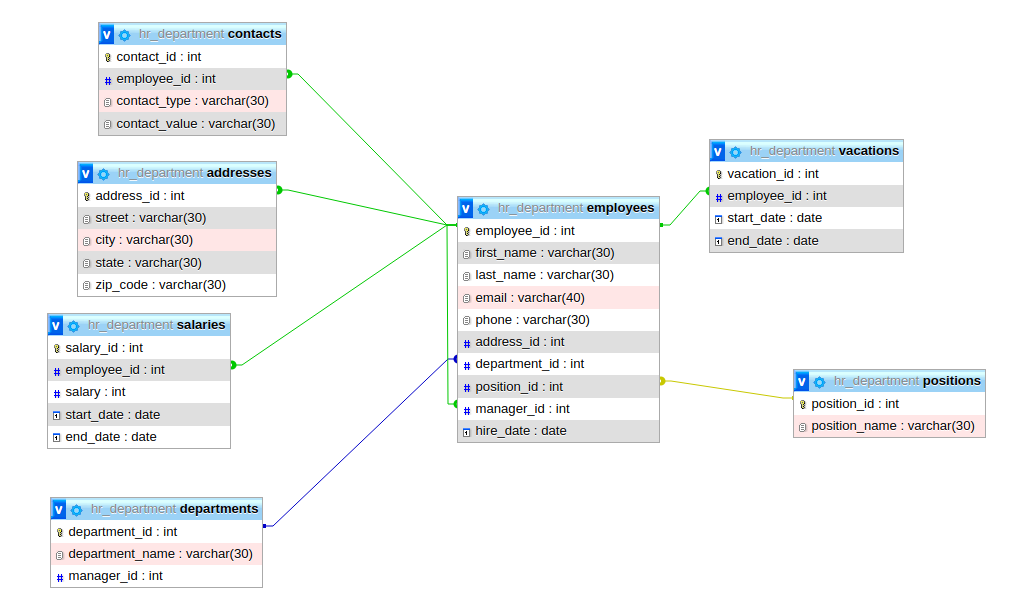 v hr_department contacts
contact_id : int
# employee_id : int
contact_type : varchar(30)
contact_value : varchar(30)
v hr_department addresses
address_id : int
street : varchar(30)
city : varchar(30)
state : varchar(30)
zip_code : varchar(30)
v hr_department salaries
salary_id : int
# employee_id : int
# salary : int
start_date : date
end_date : date
v hr_department departments
department_id : int
department_name : varchar(30)
# manager_id : int
v hr_department employees
employee_id : int
first_name : varchar(30)
last_name : varchar(30)
email : varchar(40)
phone : varchar(30)
# address_id : int
# department_id : int
# position_id : int
# manager_id : int
hire_date : date
v hr_department vacations
vacation_id : int
# employee_id : int
start_date : date
end_date : date
v hr_department positions
position_id : int
position_name : varchar(30)